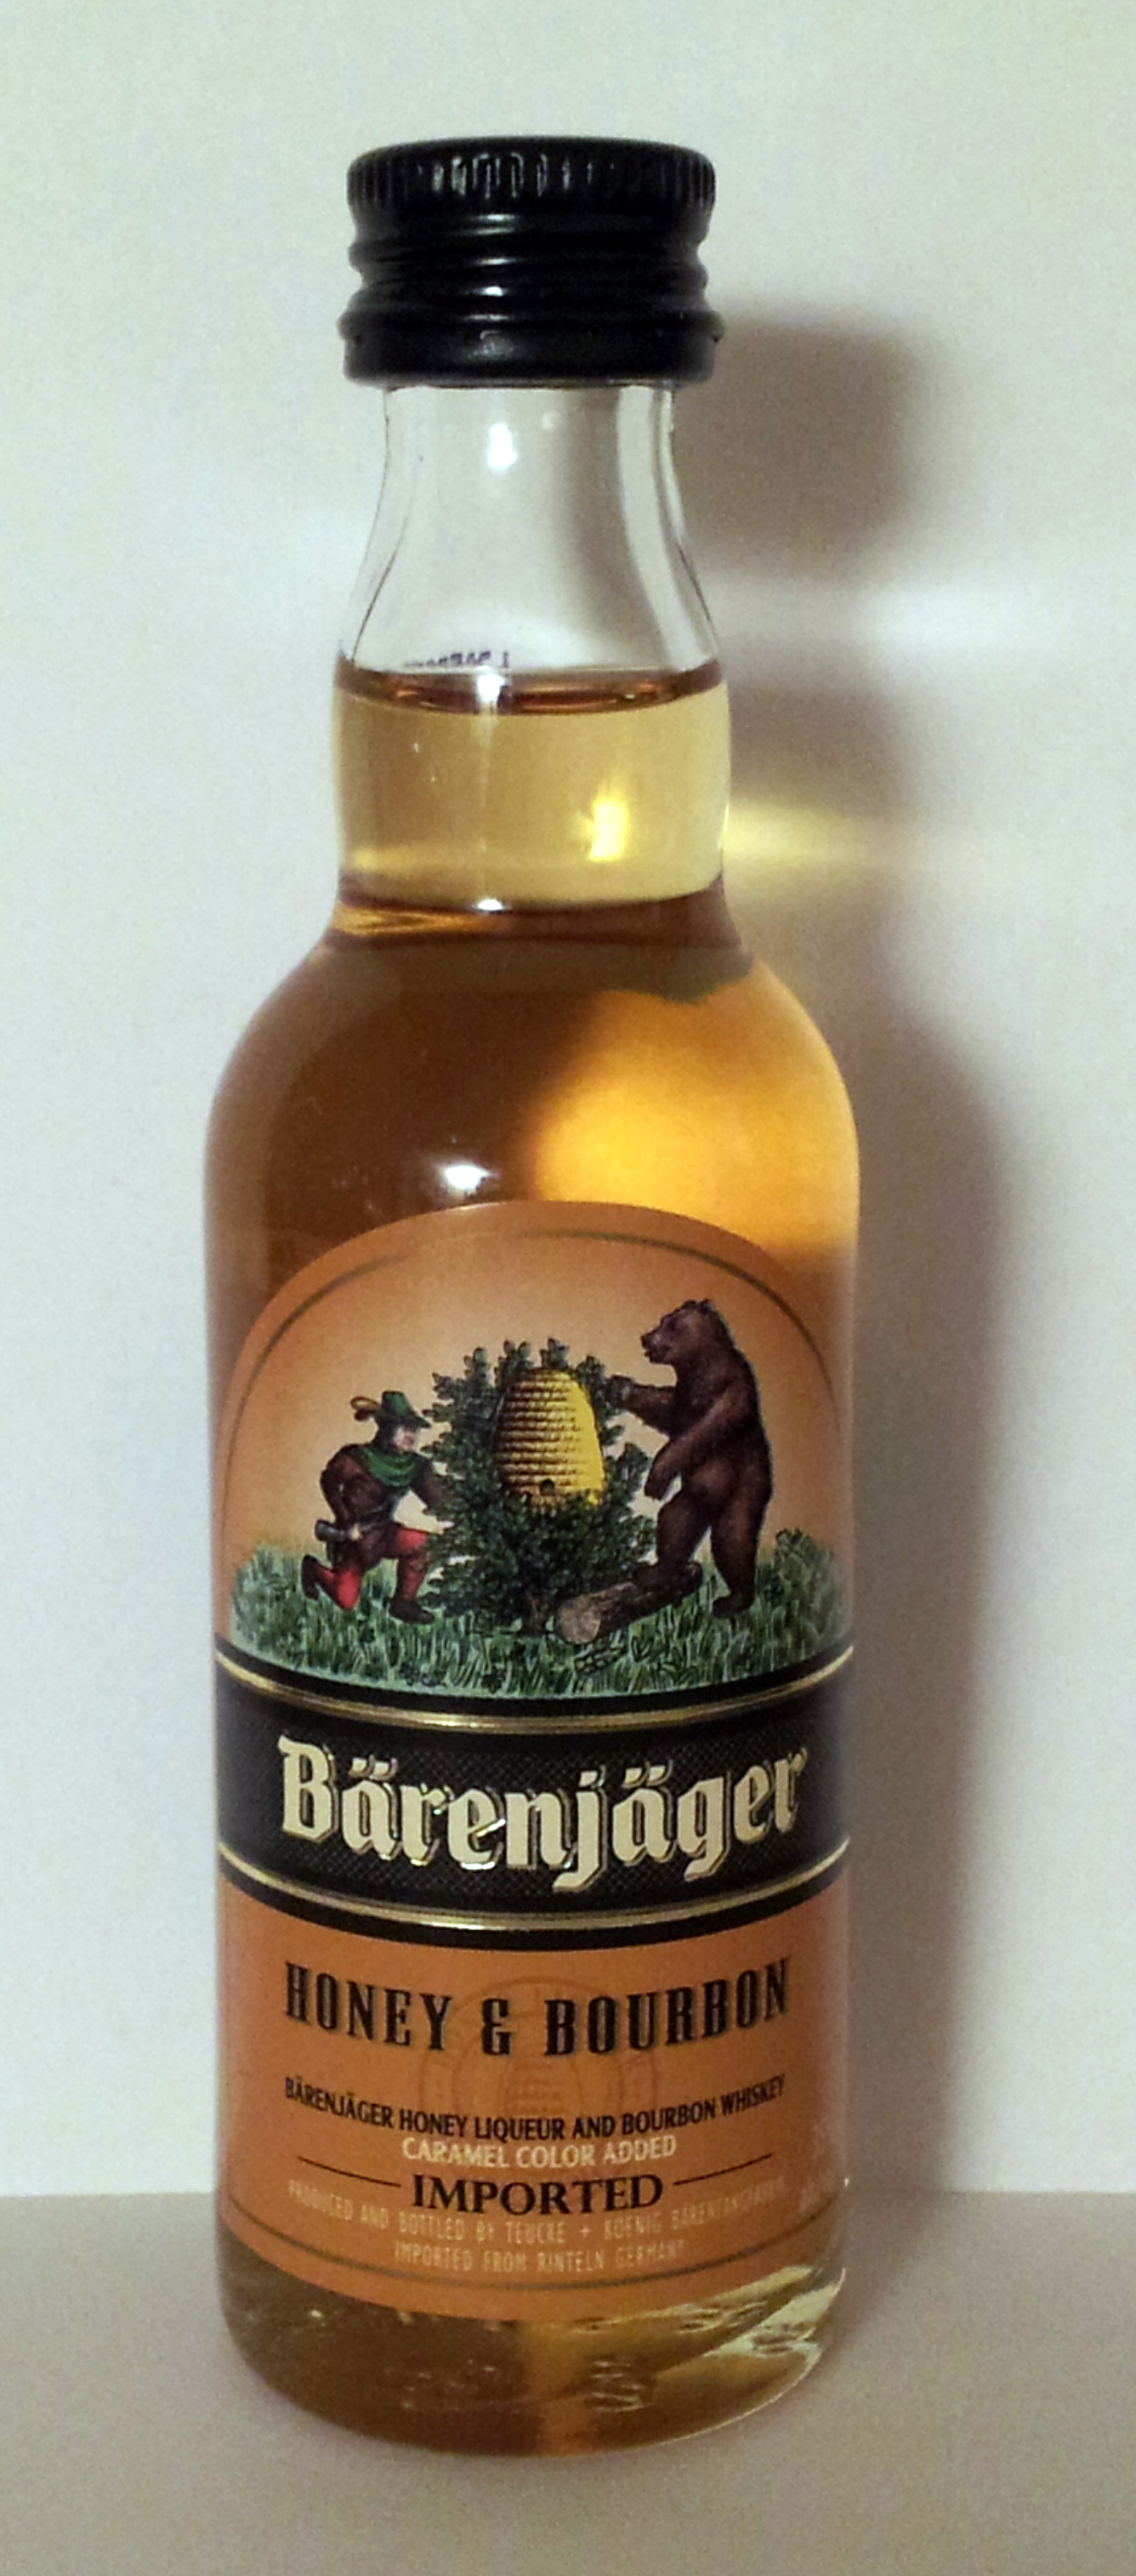 Bärenjäger
HONEY & BOURBON
BÄRENJÄGER HONEY LIQUEUR AND BOURBON WHISKEY
CARAMEL COLOR ADDED
IMPORTED
PRODUCED AND BOTTLED BY TEUCKE + KOENIG
IMPORTED FROM RINTELN GERMANY